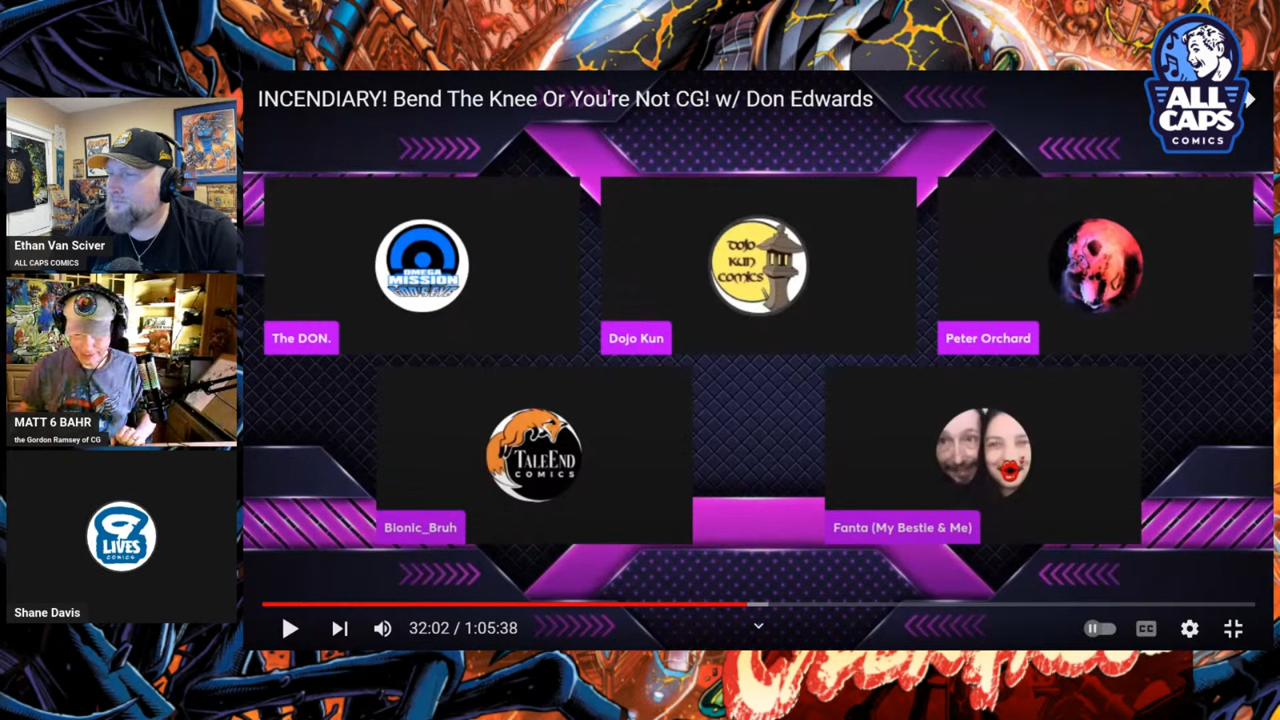 INCENDIARY! Bend The Knee Or You're Not CG! w/ Don Edwards
ALL
CAPS
COMICS
Ethan Van Sciver
ALL CAPS COMICS
MATT 6 BAHR
the Gordon Ramsey of CG
9
LIVES
COMICS
Shane Davis
OMEGA
MISSION
The DON.
DOJO
KUN
COMICS
Dojo Kun
Peter Orchard
TALEEND
COMICS
Bionic_Bruh
Fanta (My Bestie & Me)
32:02 / 1:05:38
CC